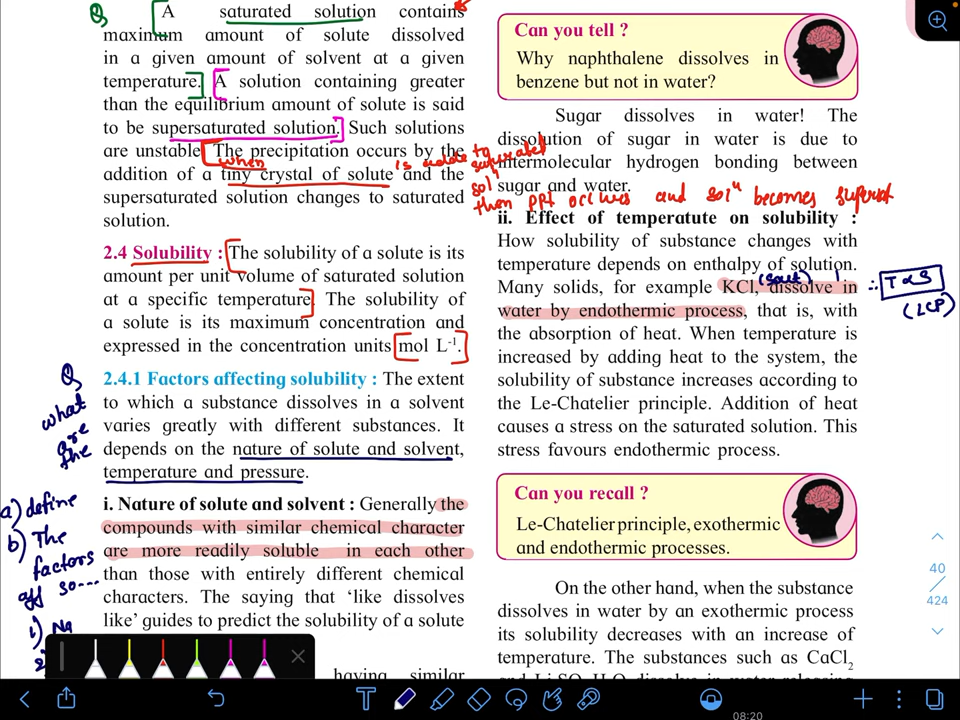 Q
A saturated solution contains
maximum amount of solute dissolved
in a given amount of solvent at a given
temperature. A solution containing greater
than the equilibrium amount of solute is said
to be supersaturated solution. Such solutions
are unstable. The precipitation occurs by the
when
addition of a tiny crystal of solute and the
is added to saturated
soln
then ppt occures and soln becomes supersat
supersaturated solution changes to saturated
solution.
2.4 Solubility : The solubility of a solute is its
amount per unit volume of saturated solution
at a specific temperature. The solubility of
a solute is its maximum concentration and
expressed in the concentration units mol L⁻¹.
Q
what
are
the
2.4.1 Factors affecting solubility : The extent
to which a substance dissolves in a solvent
varies greatly with different substances. It
depends on the nature of solute and solvent,
temperature and pressure.
a) define
b) The
factors
aff so....
1) Na
2
i. Nature of solute and solvent : Generally the
compounds with similar chemical character
are more readily soluble in each other
than those with entirely different chemical
characters. The saying that ‘like dissolves
like’ guides to predict the solubility of a solute
having similar
Can you tell ?
Why naphthalene dissolves in
benzene but not in water?
Sugar dissolves in water! The
dissolution of sugar in water is due to
intermolecular hydrogen bonding between
sugar and water.
ii. Effect of temperatute on solubility :
How solubility of substance changes with
temperature depends on enthalpy of solution.
(salt)
Many solids, for example KCl, dissolve in
water by endothermic process, that is, with
the absorption of heat. When temperature is
increased by adding heat to the system, the
solubility of substance increases according to
the Le-Chatelier principle. Addition of heat
causes a stress on the saturated solution. This
stress favours endothermic process.
∴ T ∝ S
(LCP)
Can you recall ?
Le-Chatelier principle, exothermic
and endothermic processes.
On the other hand, when the substance
dissolves in water by an exothermic process
its solubility decreases with an increase of
temperature. The substances such as CaCl₂
40
424
T
08:20